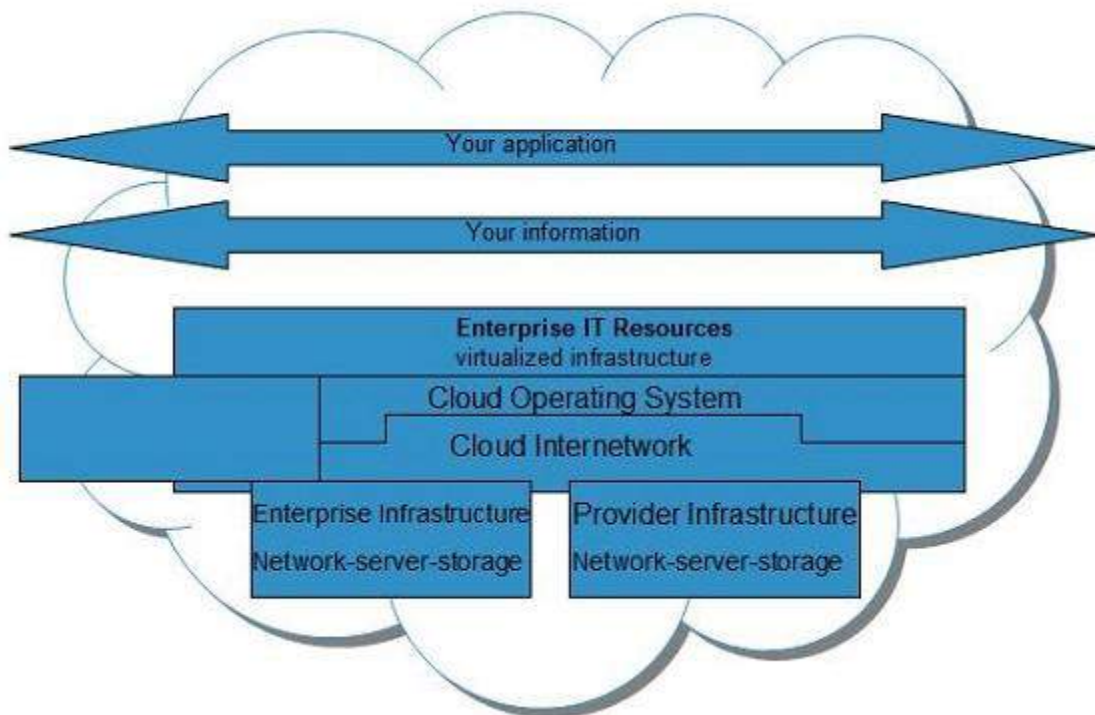 Your application
Your information
Enterprise IT Resources
virtualized infrastructure
Cloud Operating System
Cloud Internetwork
Enterprise Infrastructure
Network-server-storage
Provider Infrastructure
Network-server-storage